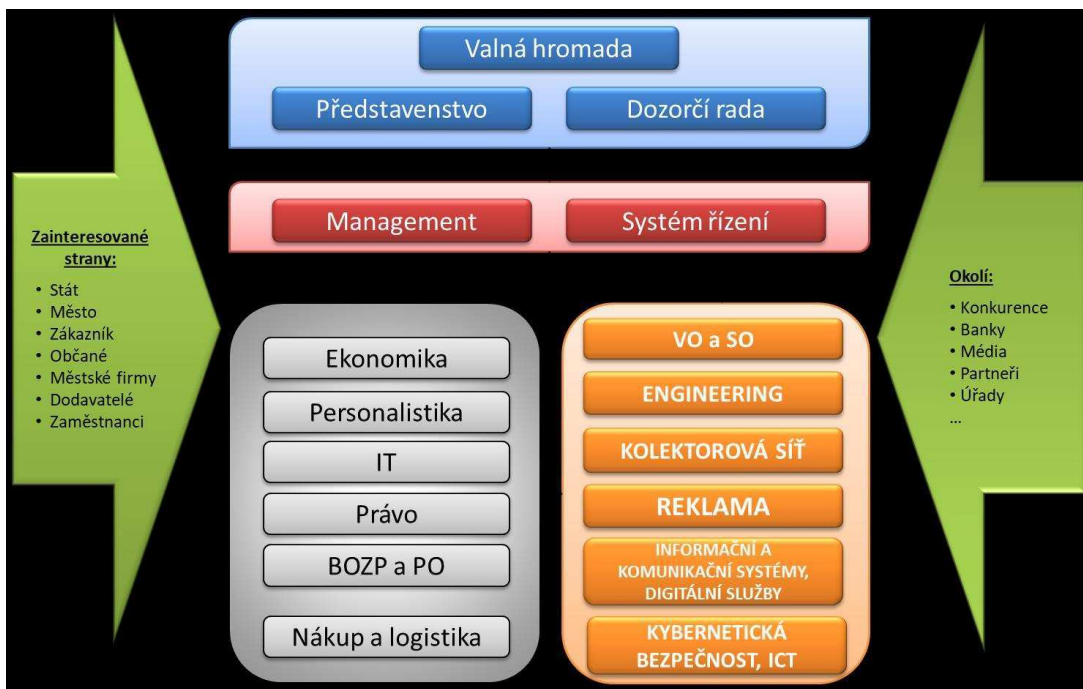 Valná hromada
Představenstvo
Dozorčí rada
Management
Systém řízení
Zainteresované
strany:
• Stát
• Město
• Zákazník
• Občané
• Městské firmy
• Dodavatelé
• Zaměstnanci
Ekonomika
Personalistika
IT
Právo
BOZP a PO
Nákup a logistika
VO a SO
ENGINEERING
KOLEKTOROVÁ SÍŤ
REKLAMA
INFORMAČNÍ A
KOMUNIKAČNÍ SYSTÉMY,
DIGITÁLNÍ SLUŽBY
KYBERNETICKÁ
BEZPEČNOST, ICT
Okolí:
• Konkurence
• Banky
• Média
• Partneři
• Úřady
...